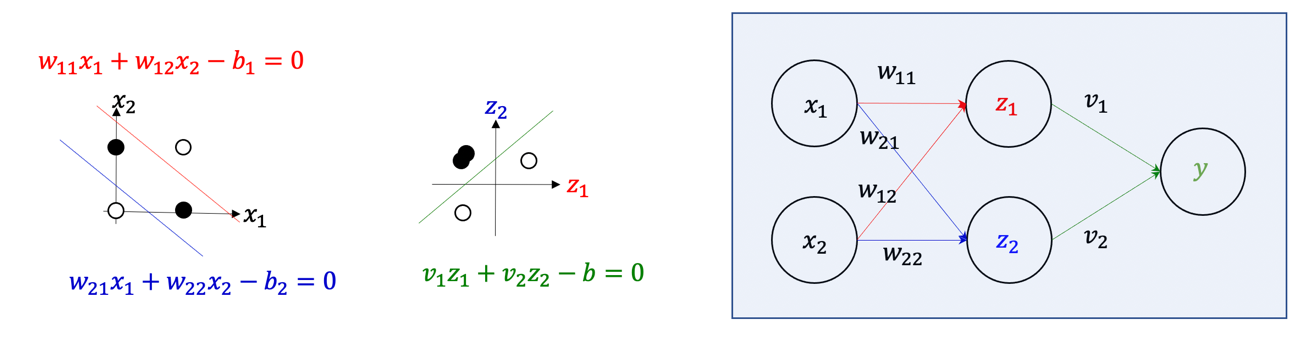 w₁₁x₁ + w₁₂x₂ − b₁ = 0
x₂
x₁
w₂₁x₁ + w₂₂x₂ − b₂ = 0
z₂
z₁
v₁z₁ + v₂z₂ − b = 0
x₁
w₁₁
z₁
v₁
w₂₁
y
w₁₂
x₂
w₂₂
z₂
v₂